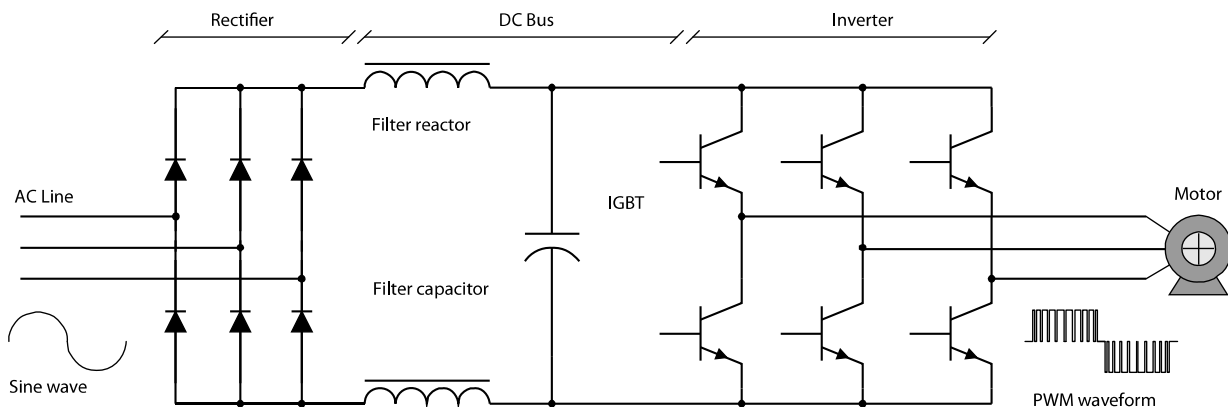 Rectifier
DC Bus
Inverter
Filter reactor
AC Line
IGBT
Motor
Filter capacitor
Sine wave
PWM waveform